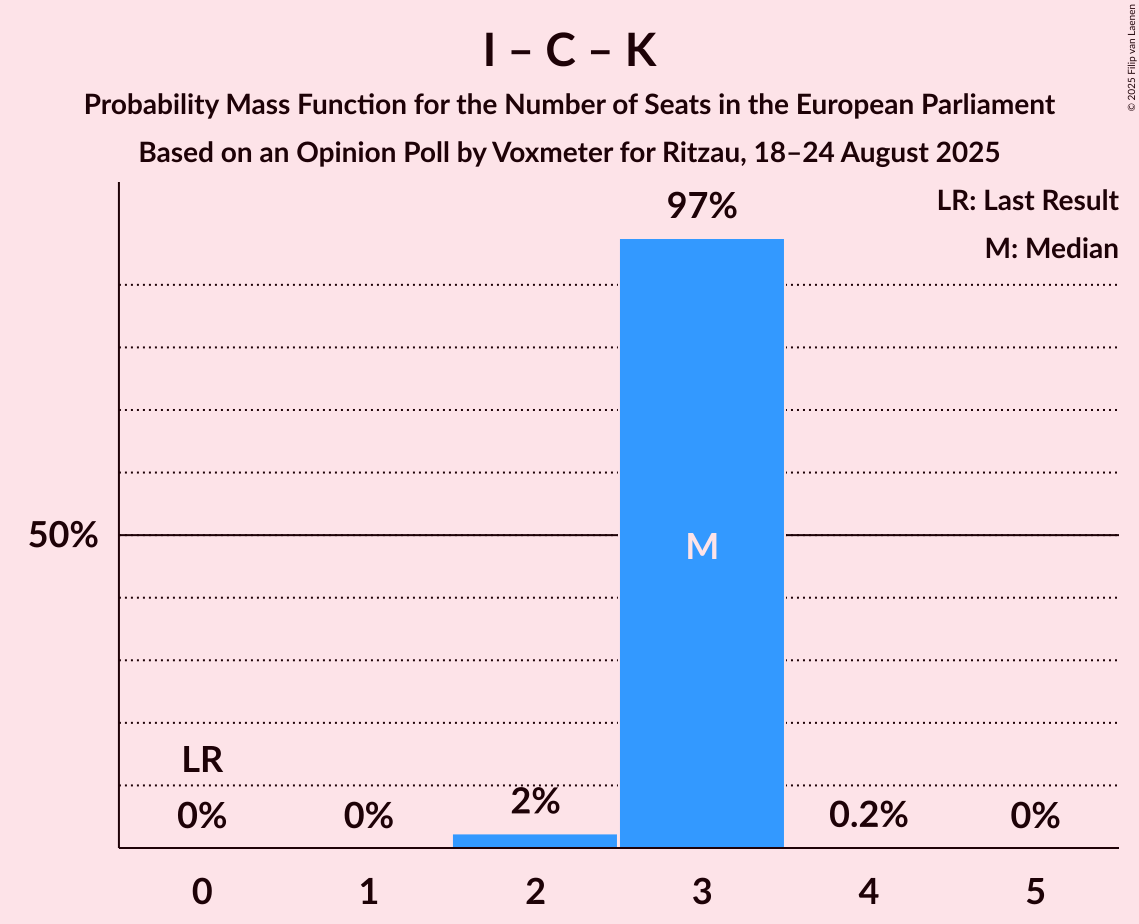 I – C – K
Probability Mass Function for the Number of Seats in the European Parliament
Based on an Opinion Poll by Voxmeter for Ritzau, 18–24 August 2025
© 2025 Filip van Laenen
LR: Last Result
M: Median
97%
50%
M
LR
0%
0%
2%
0.2%
0%
0
1
2
3
4
5